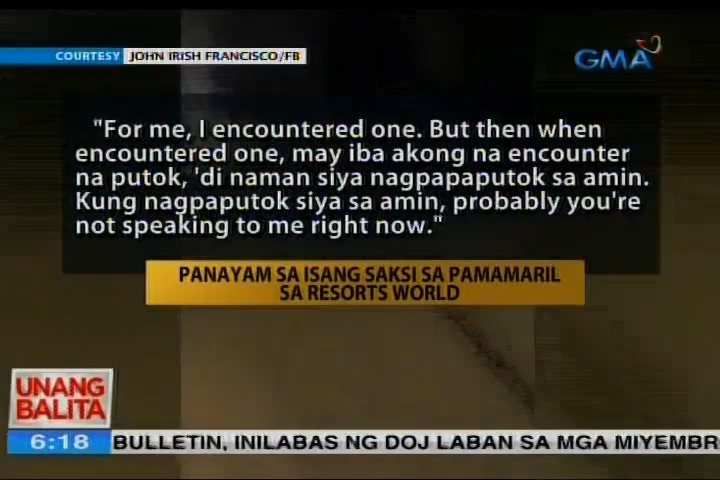 COURTESY JOHN IRISH FRANCISCO/FB
GMA
"For me, I encountered one. But then when
encountered one, may iba akong na encounter
na putok, 'di naman siya nagpapaputok sa amin.
Kung nagpaputok siya sa amin, probably you're
not speaking to me right now."
PANAYAM SA ISANG SAKSI SA PAMAMARIL
SA RESORTS WORLD
UNANG
BALITA
6:18 BULLETIN, INILABAS NG DOJ LABAN SA MGA MIYEMBR